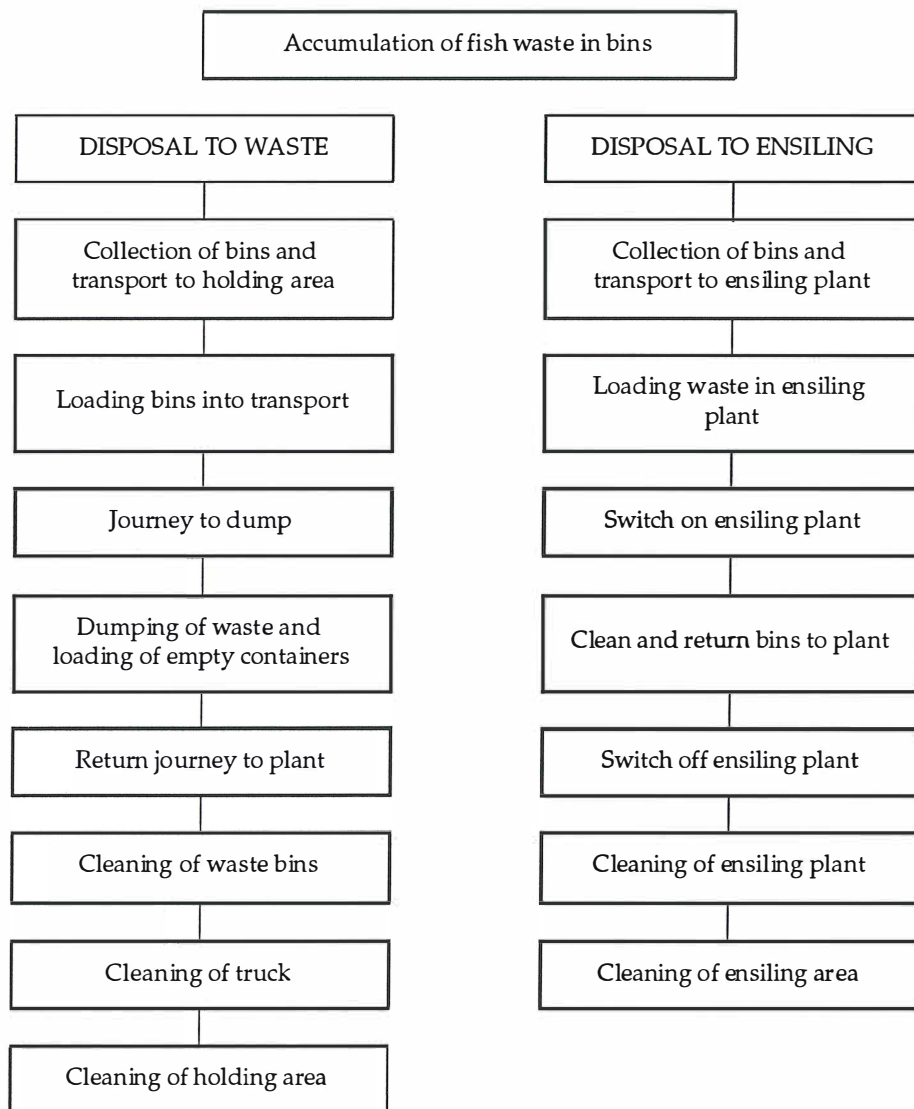 Accumulation of fish waste in bins
DISPOSAL TO WASTE
Collection of bins and
transport to holding area
Loading bins into transport
Journey to dump
Dumping of waste and
loading of empty containers
Return journey to plant
Cleaning of waste bins
Cleaning of truck
Cleaning of holding area
DISPOSAL TO ENSILING
Collection of bins and
transport to ensiling plant
Loading waste in ensiling
plant
Switch on ensiling plant
Clean and return bins to plant
Switch off ensiling plant
Cleaning of ensiling plant
Cleaning of ensiling area